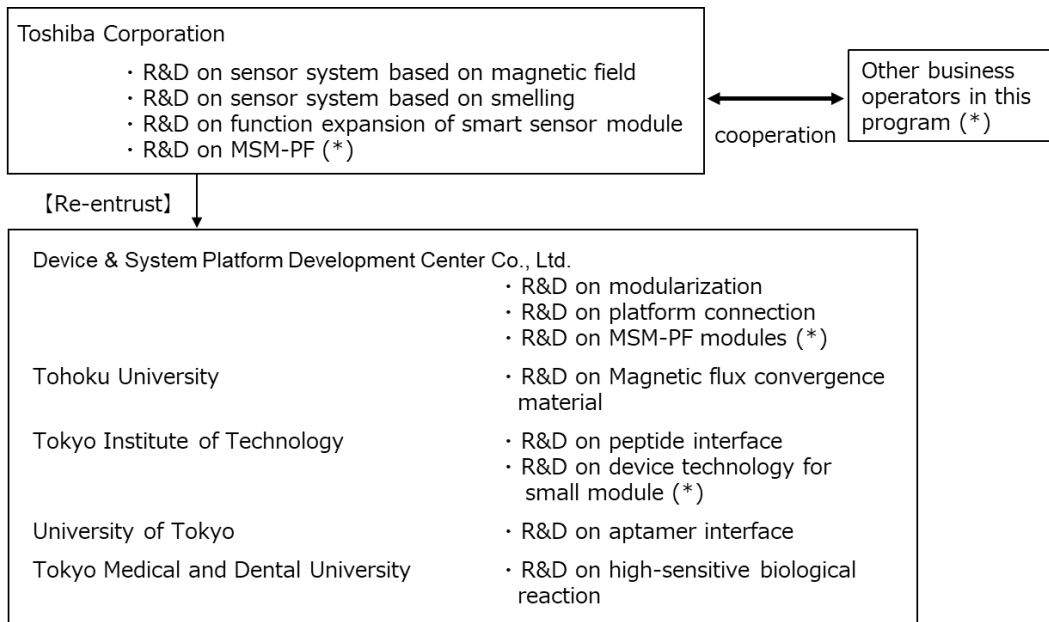 Toshiba Corporation
・R&D on sensor system based on magnetic field
・R&D on sensor system based on smelling
・R&D on function expansion of smart sensor module
・R&D on MSM-PF (*)
cooperation
Other business
operators in this
program (*)
【Re-entrust】
Device & System Platform Development Center Co., Ltd.
・R&D on modularization
・R&D on platform connection
・R&D on MSM-PF modules (*)
Tohoku University ・R&D on Magnetic flux convergence
material
Tokyo Institute of Technology ・R&D on peptide interface
・R&D on device technology for
small module (*)
University of Tokyo ・R&D on aptamer interface
Tokyo Medical and Dental University ・R&D on high-sensitive biological
reaction